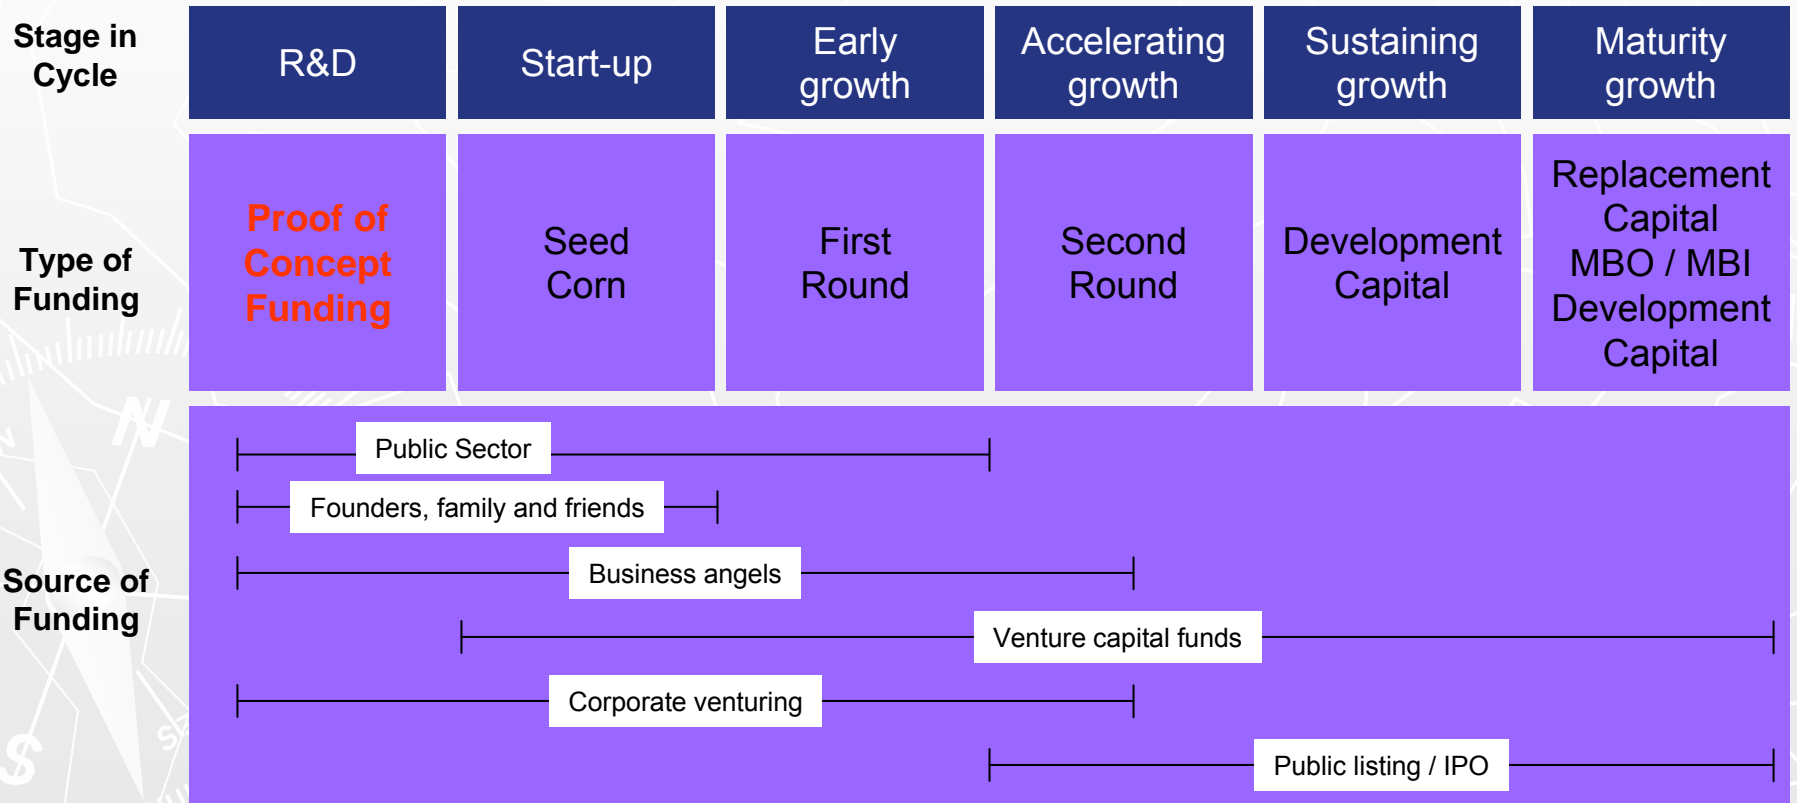 Stage in
Cycle
R&D
Start-up
Early
growth
Accelerating
growth
Sustaining
growth
Maturity
growth
Type of
Funding
Proof of
Concept
Funding
Seed
Corn
First
Round
Second
Round
Development
Capital
Replacement
Capital
MBO / MBI
Development
Capital
Source of
Funding
Public Sector
Founders, family and friends
Business angels
Venture capital funds
Corporate venturing
Public listing / IPO
N
S